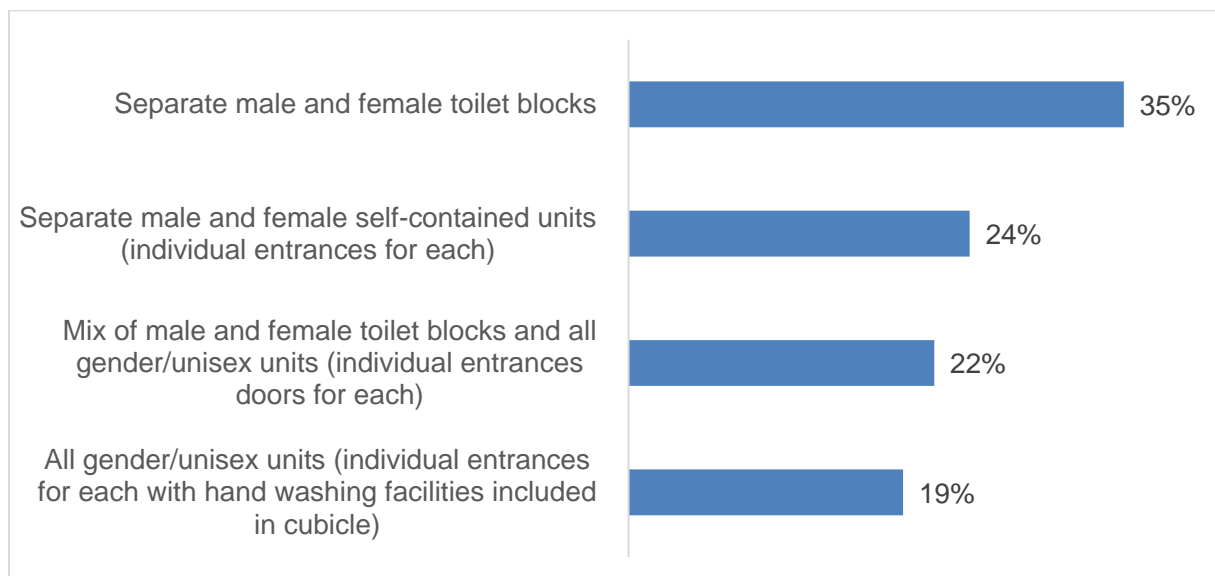 Separate male and female toilet blocks
35%
Separate male and female self-contained units
(individual entrances for each)
24%
Mix of male and female toilet blocks and all
gender/unisex units (individual entrances
doors for each)
22%
All gender/unisex units (individual entrances
for each with hand washing facilities included
in cubicle)
19%